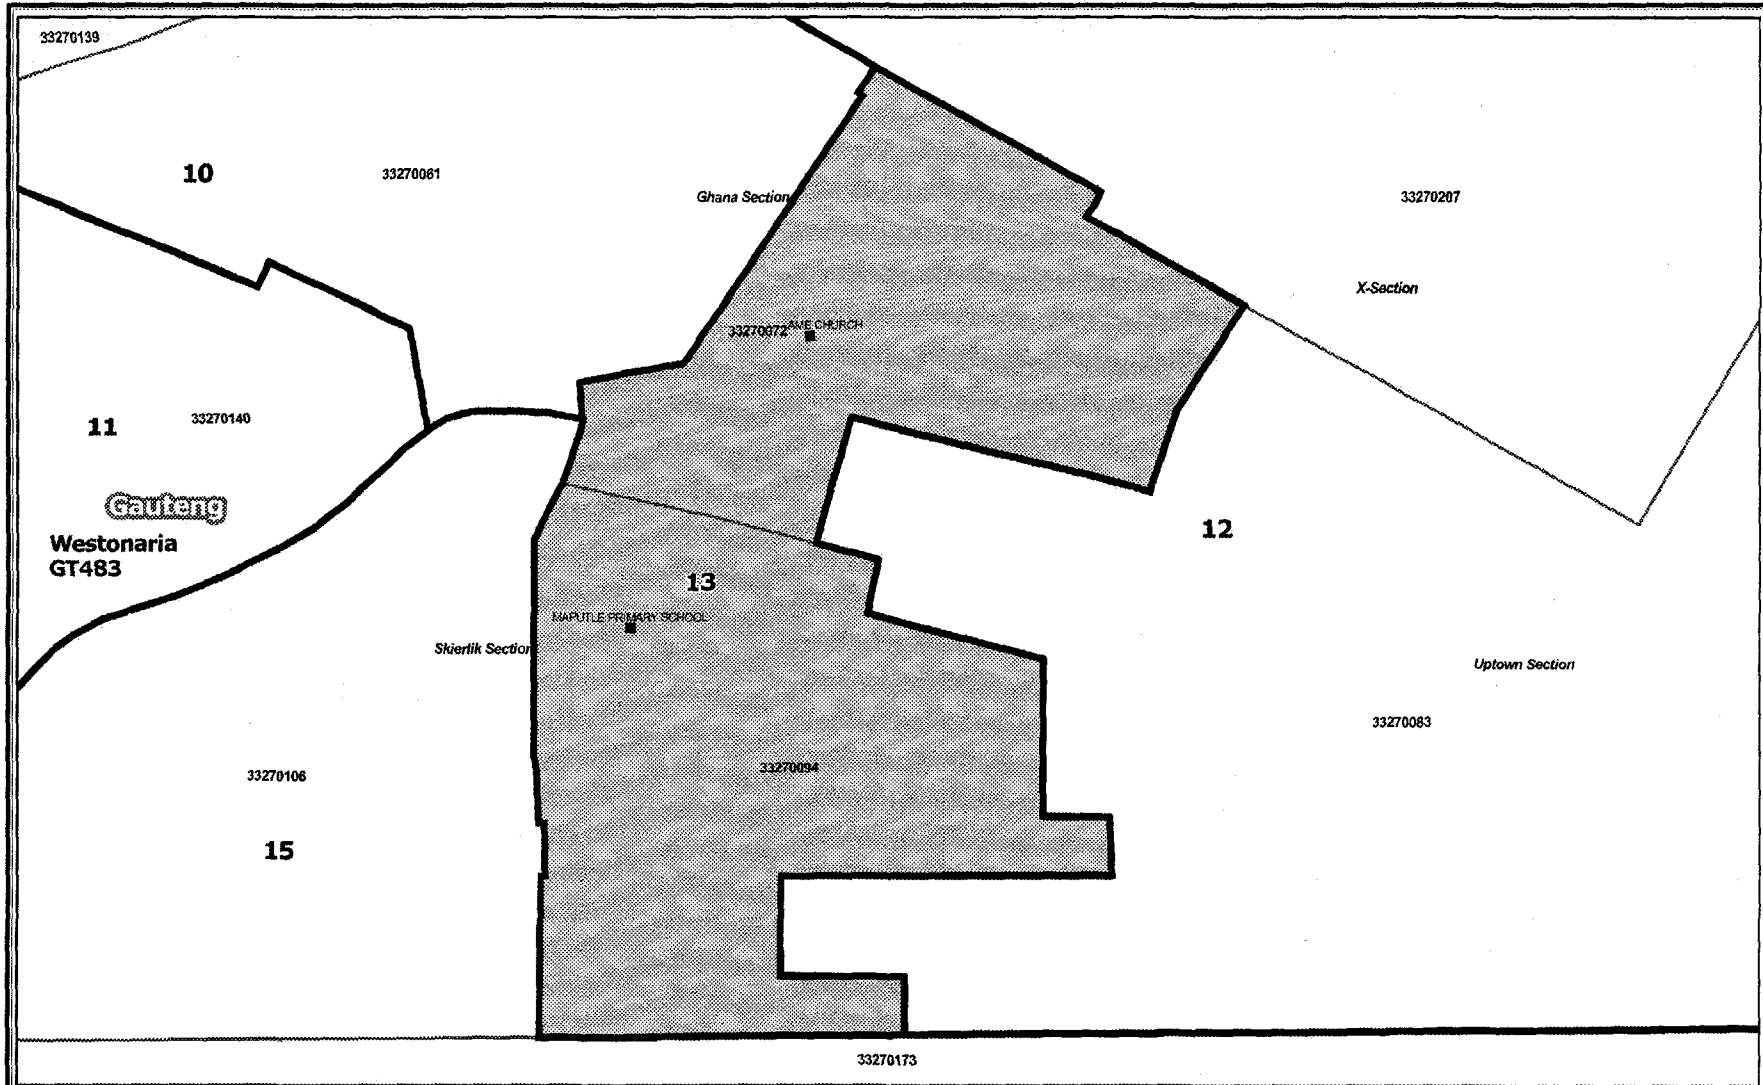 33270139
10
33270061
Ghana Section
33270207
X-Section
33270072
AME CHURCH
11
33270140
Gauteng
Westonaria
GT483
12
13
MAPUTLE PRIMARY SCHOOL
Skierlik Section
Uptown Section
33270083
33270094
33270106
15
33270173